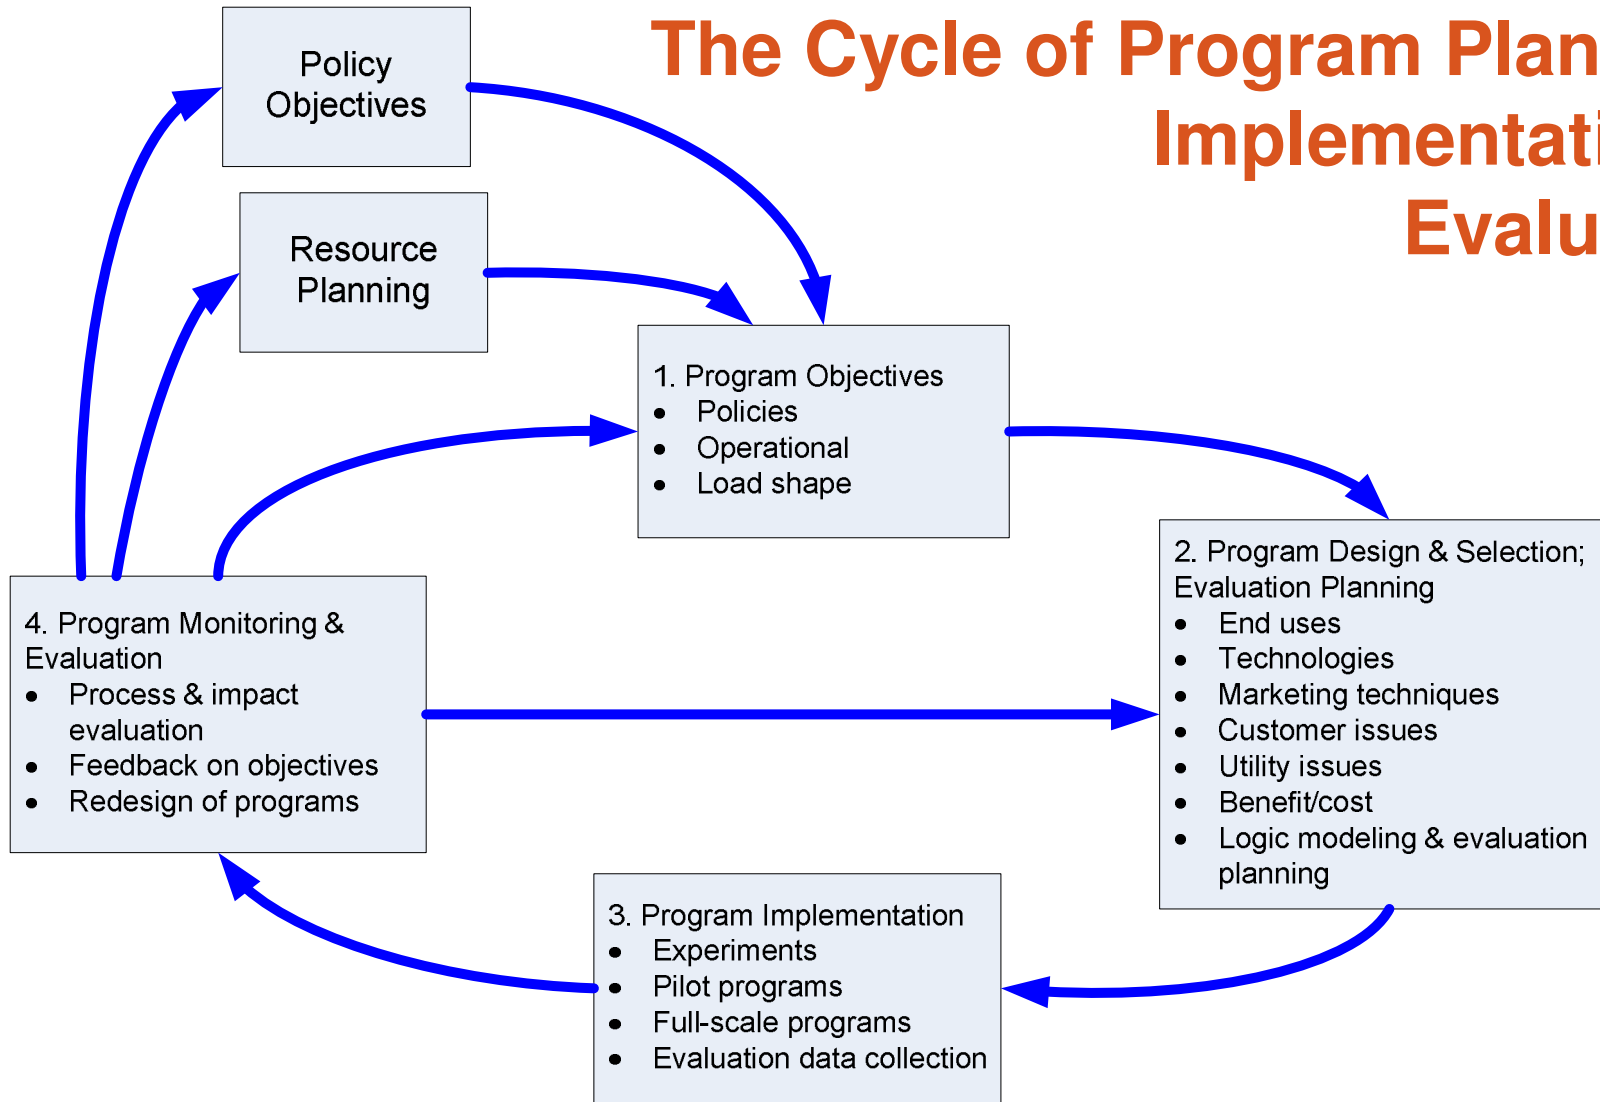 The Cycle of Program Plan
Implementati
Evalu
Policy
Objectives
Resource
Planning
1. Program Objectives
• Policies
• Operational
• Load shape
2. Program Design & Selection;
Evaluation Planning
• End uses
• Technologies
• Marketing techniques
• Customer issues
• Utility issues
• Benefit/cost
• Logic modeling & evaluation
planning
4. Program Monitoring &
Evaluation
• Process & impact
evaluation
• Feedback on objectives
• Redesign of programs
3. Program Implementation
• Experiments
• Pilot programs
• Full-scale programs
• Evaluation data collection